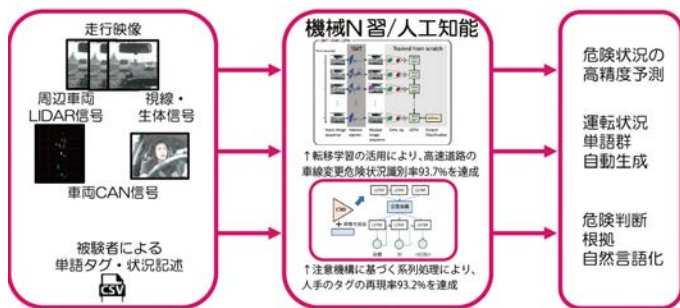 走行映像
周辺車両
LIDAR信号
視線・
生体信号
車両CAN信号
被験者による
単語タグ・状況記述
CSV
機械N習/人工知能
TAMT
Trained from scratch
↑転移学習の活用により、高速道路の
車線変更危険状況識別率93.7%を達成
↑注意機構に基づく系列処理により、
人手のタグの再現率93.2%を達成
危険状況の
高精度予測
運転状況
単語群
自動生成
危険判断
根拠
自然言語化